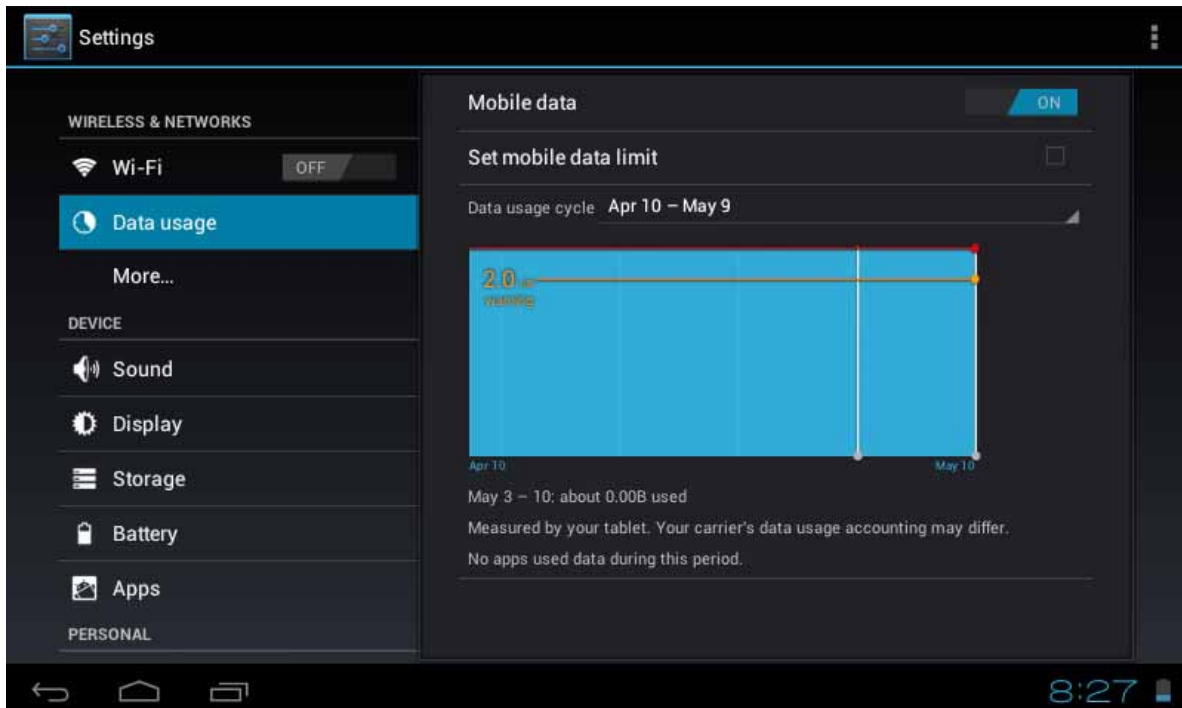 Settings
WIRELESS & NETWORKS
Wi-Fi OFF
Data usage
More...
DEVICE
Sound
Display
Storage
Battery
Apps
PERSONAL
Mobile data ON
Set mobile data limit
Data usage cycle Apr 10 – May 9
2.0
warning
Apr 10 May 10
May 3 – 10: about 0.00B used
Measured by your tablet. Your carrier's data usage accounting may differ.
No apps used data during this period.
8:27